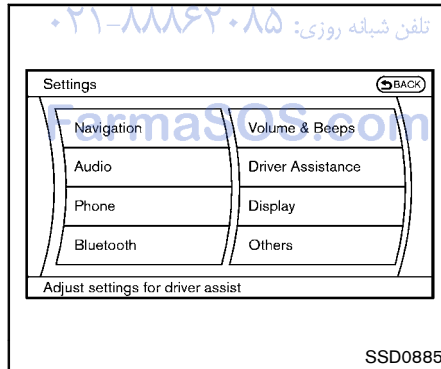 تلفن شبانه روزی: ۰۲۱-۸۸۸۶۲۰۸۵
Settings
BACK
FarmaSOS.com
Navigation
Volume & Beeps
Audio
Driver Assistance
Phone
Display
Bluetooth
Others
Adjust settings for driver assist
SSD0885